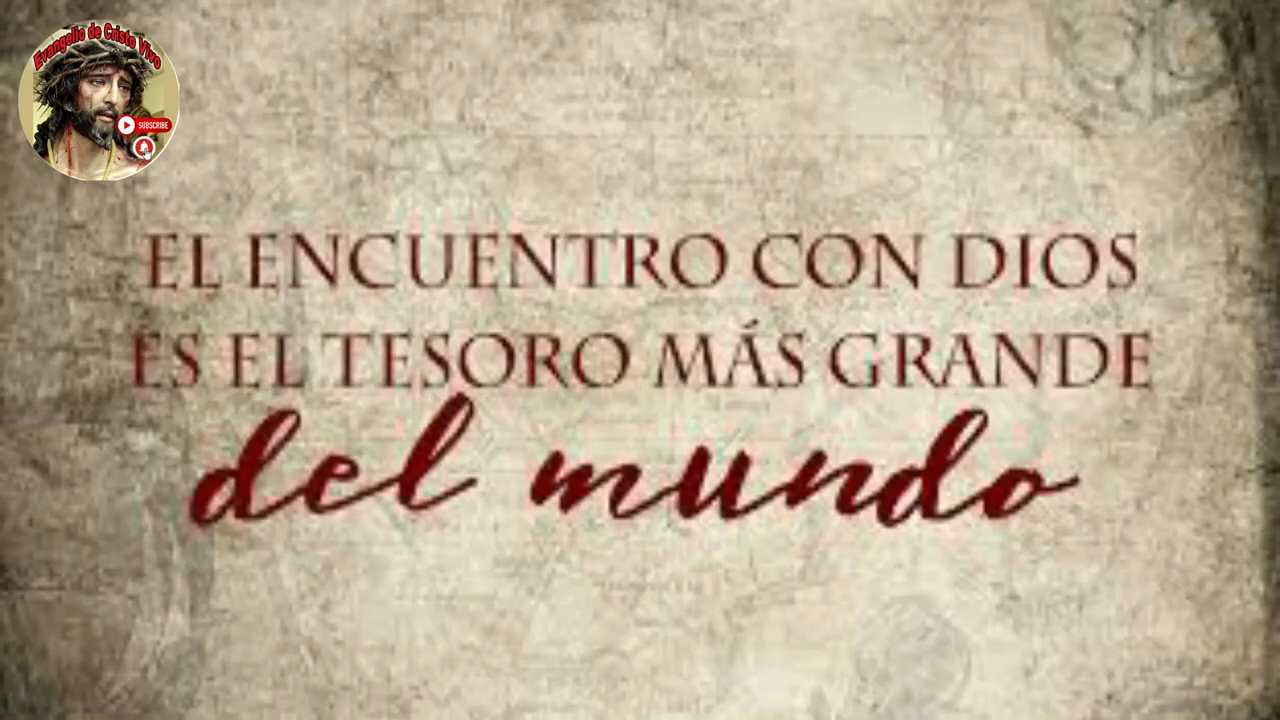 Evangelio de Cristo Vivo
SUBSCRIBE
EL ENCUENTRO CON DIOS
ES EL TESORO MÁS GRANDE
del mundo